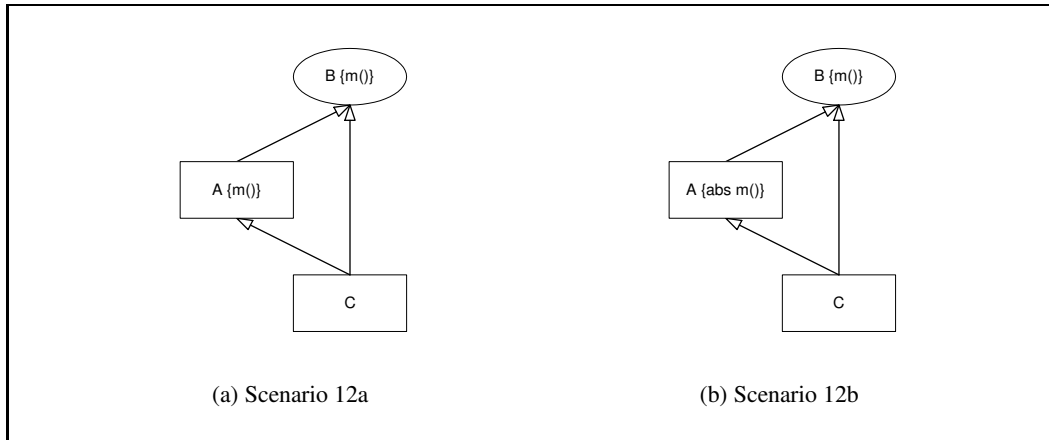 B {m()}
A {m()}
C
(a) Scenario 12a
B {m()}
A {abs m()}
C
(b) Scenario 12b